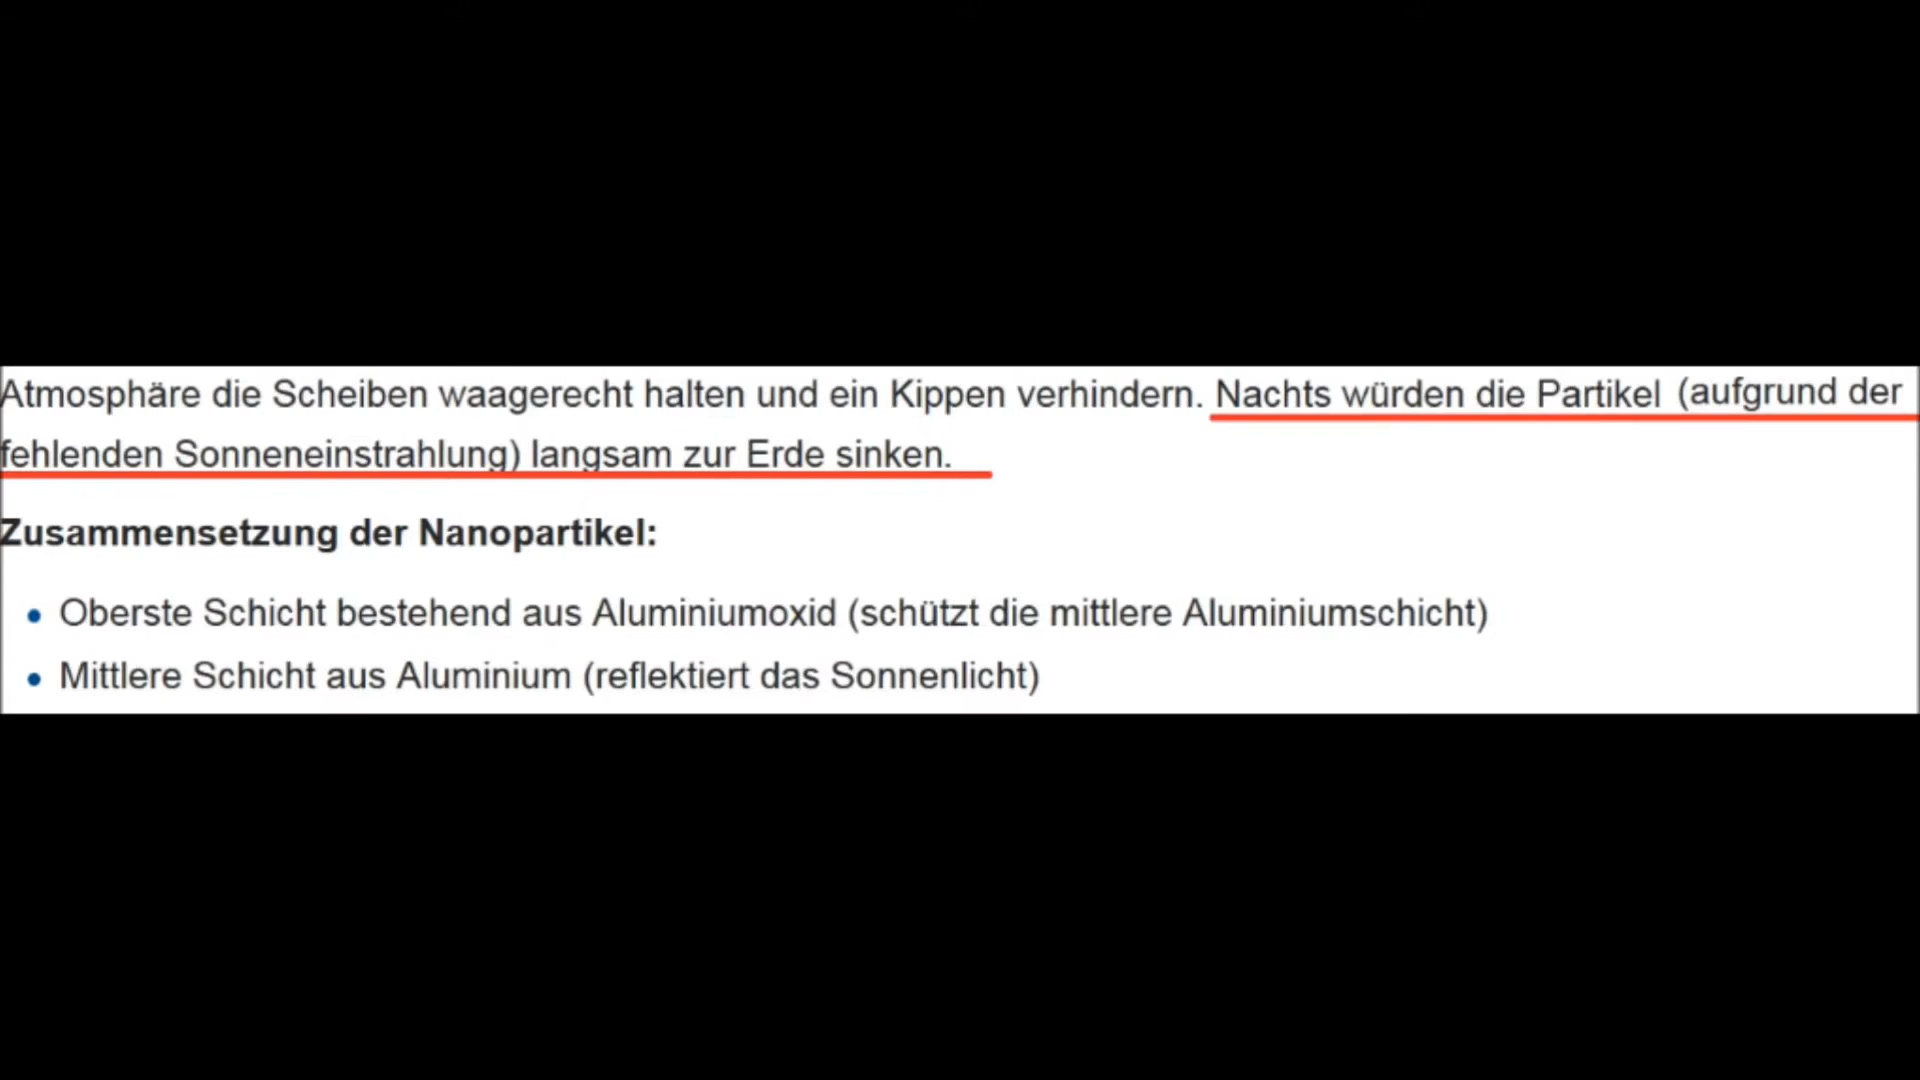 Atmosphäre die Scheiben waagerecht halten und ein Kippen verhindern. Nachts würden die Partikel (aufgrund der
fehlenden Sonneneinstrahlung) langsam zur Erde sinken.
Zusammensetzung der Nanopartikel:
• Oberste Schicht bestehend aus Aluminiumoxid (schützt die mittlere Aluminiumschicht)
• Mittlere Schicht aus Aluminium (reflektiert das Sonnenlicht)